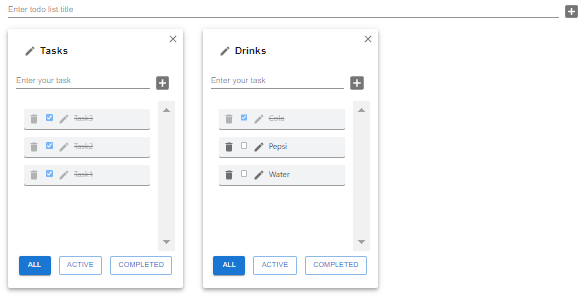 Enter todo list title
Tasks
Enter your task
Task3
Task2
Task1
ALL ACTIVE COMPLETED
Drinks
Enter your task
Cola
Pepsi
Water
ALL ACTIVE COMPLETED